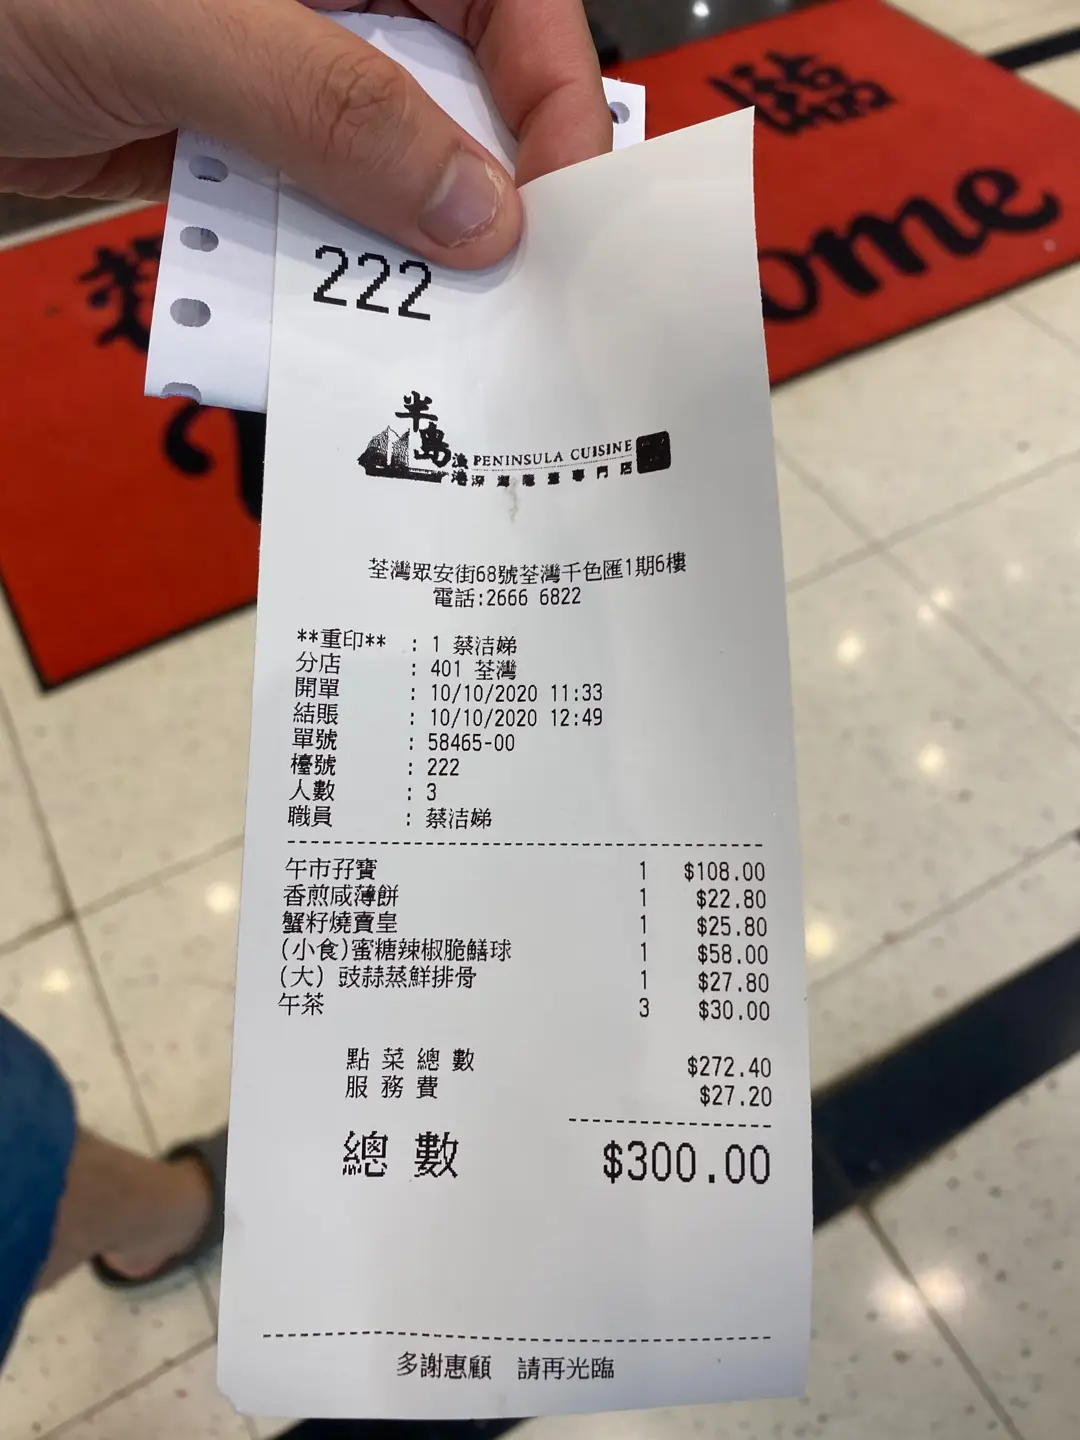 臨
ome
222
半島
漁港
PENINSULA CUISINE
專門店
荃灣眾安街68號荃灣千色匯1期6樓
電話:2666 6822
**重印** : 1 蔡洁娣
分店 : 401 荃灣
開單 : 10/10/2020 11:33
結賬 : 10/10/2020 12:49
單號 : 58465-00
檯號 : 222
人數 : 3
職員 : 蔡洁娣
午市孖寶 1 $108.00
香煎咸薄餅 1 $22.80
蟹籽燒賣皇 1 $25.80
(小食)蜜糖辣椒脆鱔球 1 $58.00
(大) 豉蒜蒸鮮排骨 1 $27.80
午茶 3 $30.00
點菜總數 $272.40
服務費 $27.20
總數 $300.00
多謝惠顧 請再光臨